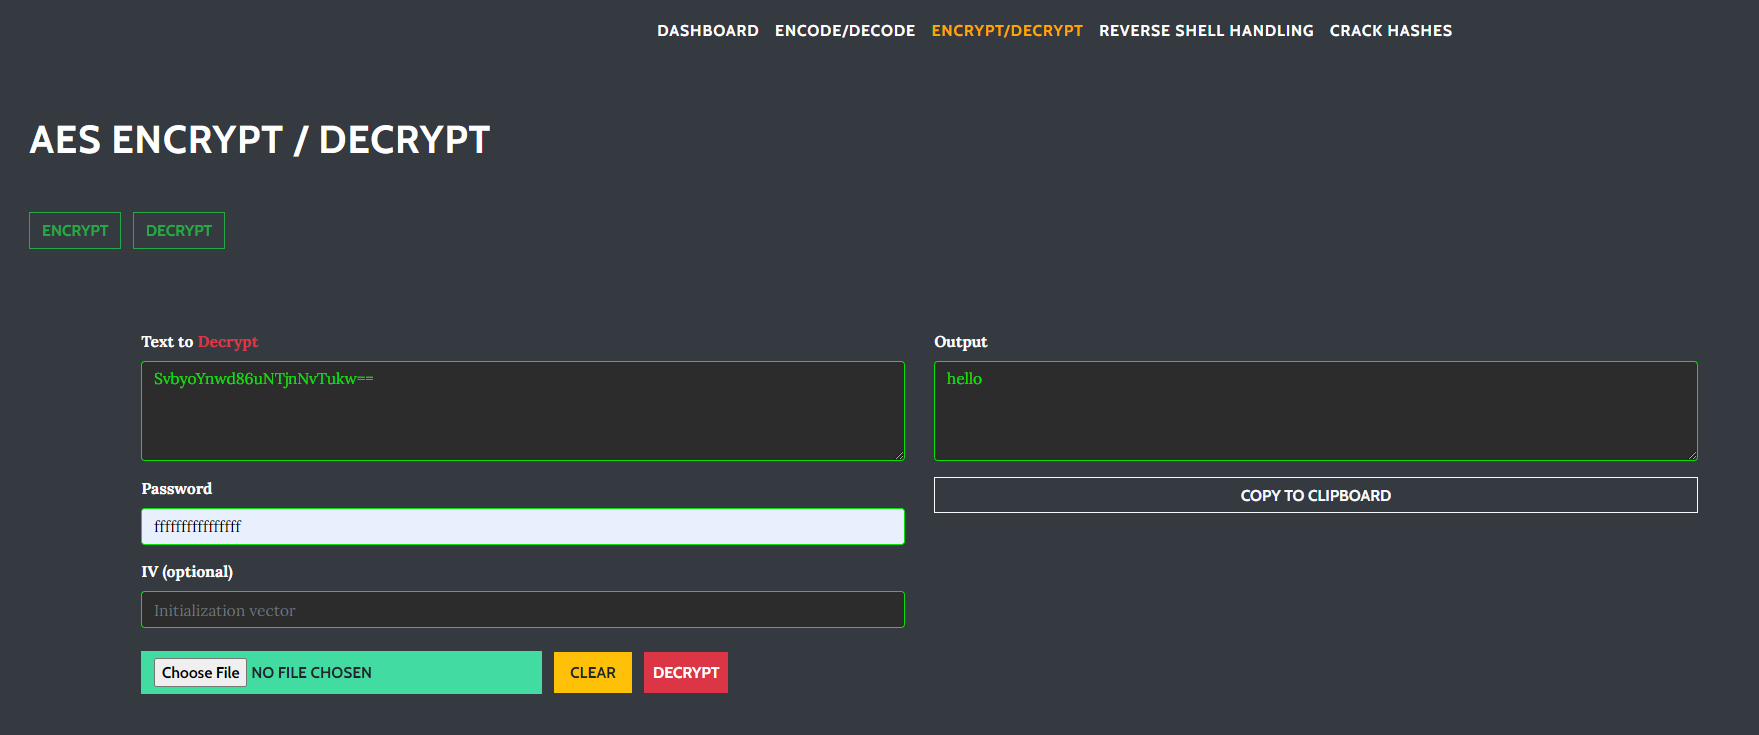 DASHBOARD ENCODE/DECODE ENCRYPT/DECRYPT REVERSE SHELL HANDLING CRACK HASHES
AES ENCRYPT / DECRYPT
ENCRYPT DECRYPT
Text to Decrypt
SvbyoYnwd86uNTjnNvTukw==
Password
ffffffffffffffff
IV (optional)
Initialization vector
Choose File NO FILE CHOSEN CLEAR DECRYPT
Output
hello
COPY TO CLIPBOARD